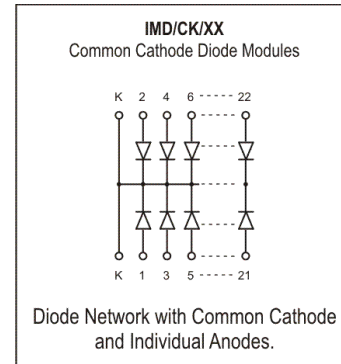 IMD/CK/XX
Common Cathode Diode Modules
K 2 4 6 ----- 22
K 1 3 5 ----- 21
Diode Network with Common Cathode
and Individual Anodes.